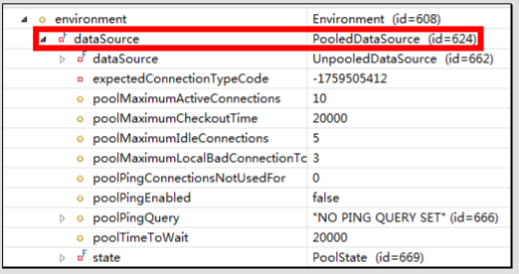 environment Environment (id=608)
dataSource PooledDataSource (id=624)
dataSource UnpooledDataSource (id=662)
expectedConnectionTypeCode -1759505412
poolMaximumActiveConnections 10
poolMaximumCheckoutTime 20000
poolMaximumIdleConnections 5
poolMaximumLocalBadConnectionTc 3
poolPingConnectionsNotUsedFor 0
poolPingEnabled false
poolPingQuery "NO PING QUERY SET" (id=666)
poolTimeToWait 20000
state PoolState (id=669)